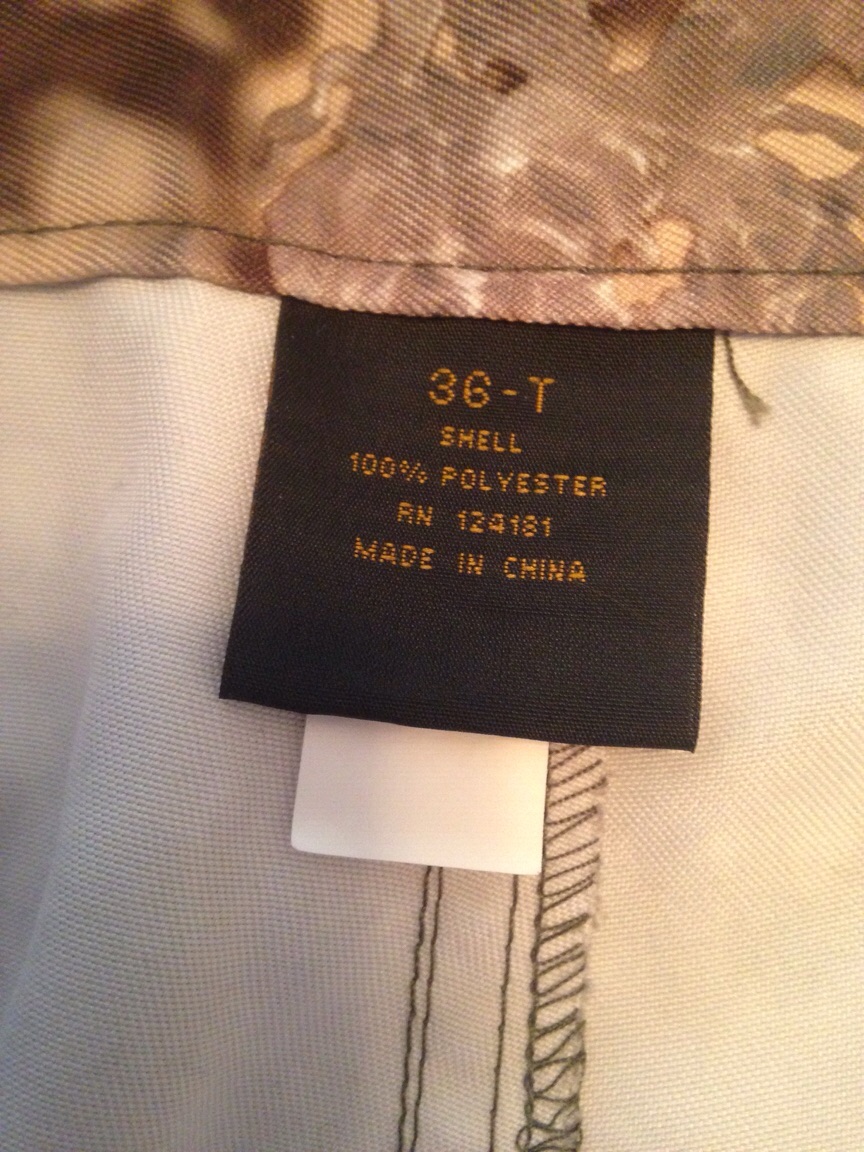 36-T
SHELL
100% POLYESTER
RN 124181
MADE IN CHINA